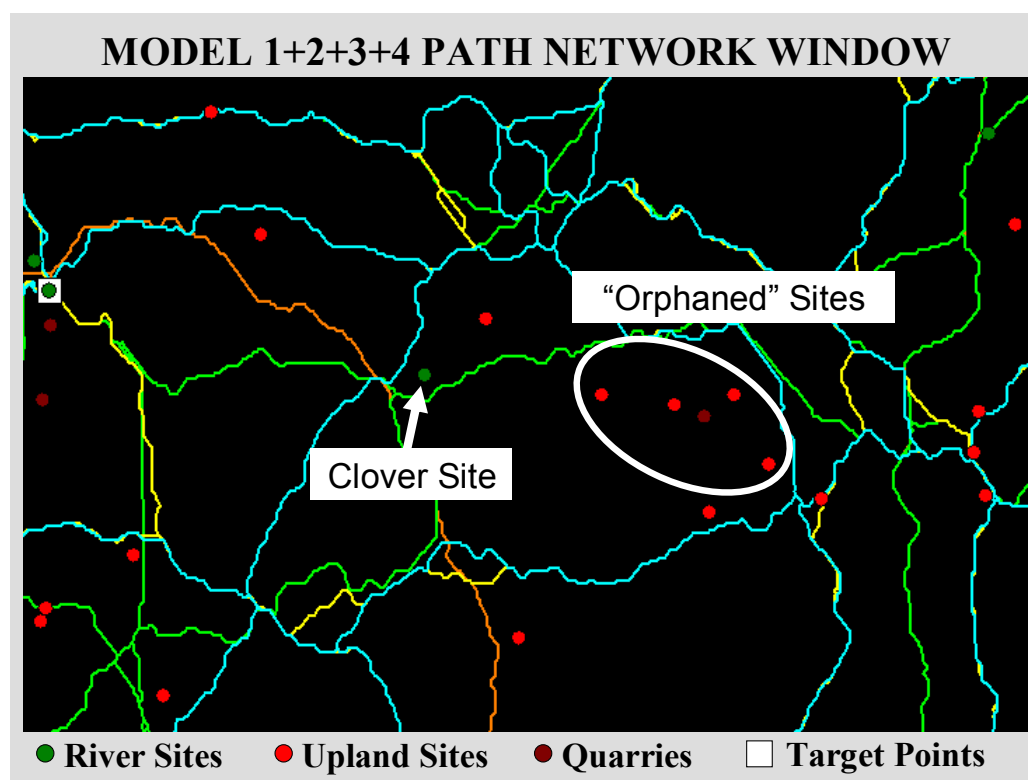 MODEL 1+2+3+4 PATH NETWORK WINDOW
“Orphaned” Sites
Clover Site
River Sites Upland Sites Quarries Target Points